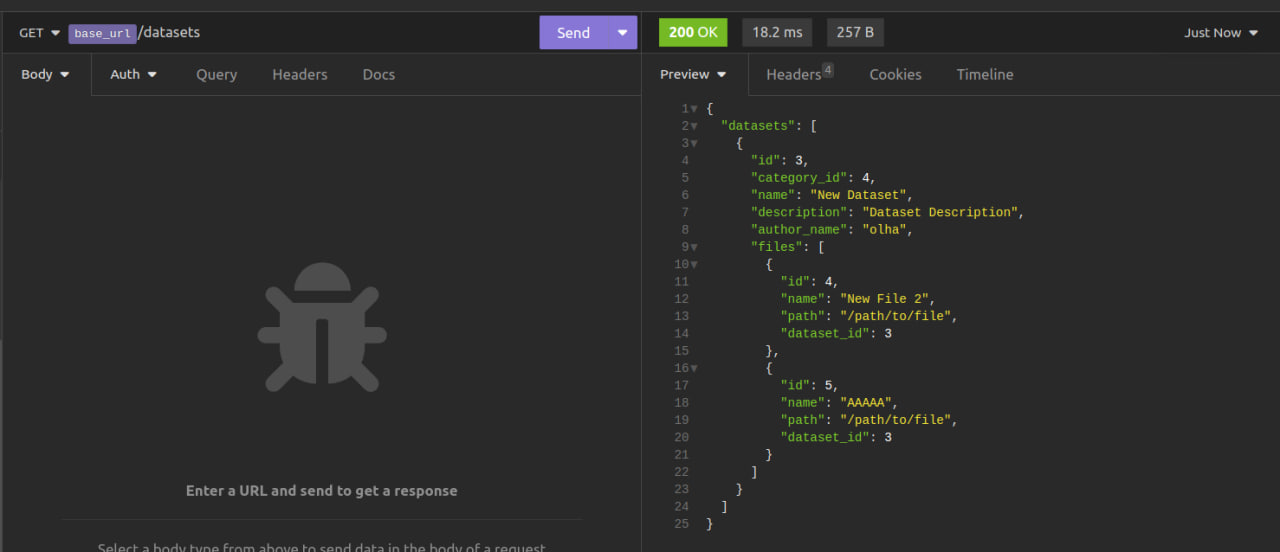 GET base_url/datasets Send
Body Auth Query Headers Docs
Enter a URL and send to get a response
Select a body type from above to send data in the body of a request
200 OK 18.2 ms 257 B Just Now
Preview Headers 4 Cookies Timeline
1 {
2 "datasets": [
3 {
4 "id": 3,
5 "category_id": 4,
6 "name": "New Dataset",
7 "description": "Dataset Description",
8 "author_name": "olha",
9 "files": [
10 {
11 "id": 4,
12 "name": "New File 2",
13 "path": "/path/to/file",
14 "dataset_id": 3
15 },
16 {
17 "id": 5,
18 "name": "AAAAA",
19 "path": "/path/to/file",
20 "dataset_id": 3
21 }
22 ]
23 }
24 ]
25 }